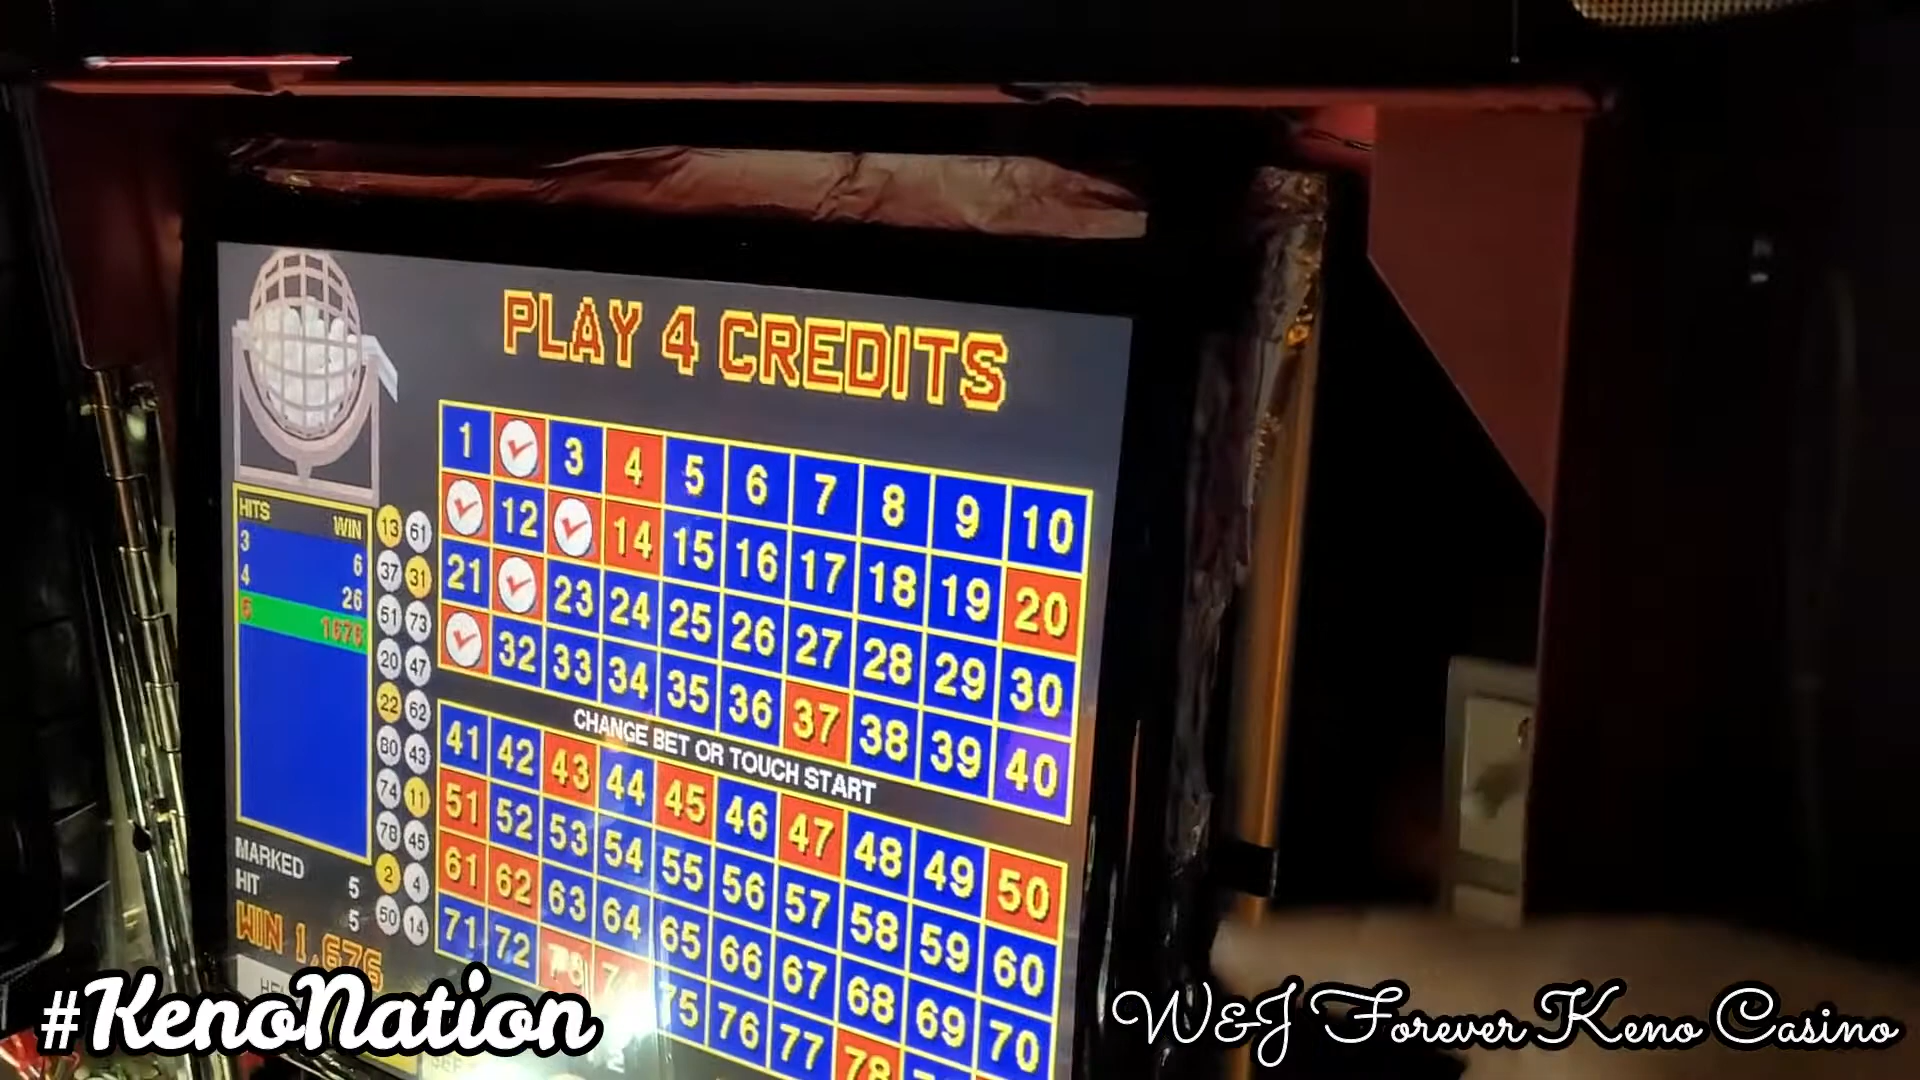 PLAY 4 CREDITS
HITS WIN
3 6
4 26
5 1676
13 61
37 31
51 73
20 47
22 62
80 43
74 11
78 45
2 4
50 14
MARKED 5
HIT 5
WIN 1,676
1 3 4 5 6 7 8 9 10
12 14 15 16 17 18 19 20
21 23 24 25 26 27 28 29 30
32 33 34 35 36 37 38 39 40
CHANGE BET OR TOUCH START
41 42 43 44 45 46 47 48 49 50
51 52 53 54 55 56 57 58 59 60
61 62 63 64 65 66 67 68 69 70
71 72 73 75 76 77 78
#KenoNation
W&J Forever Keno Casino